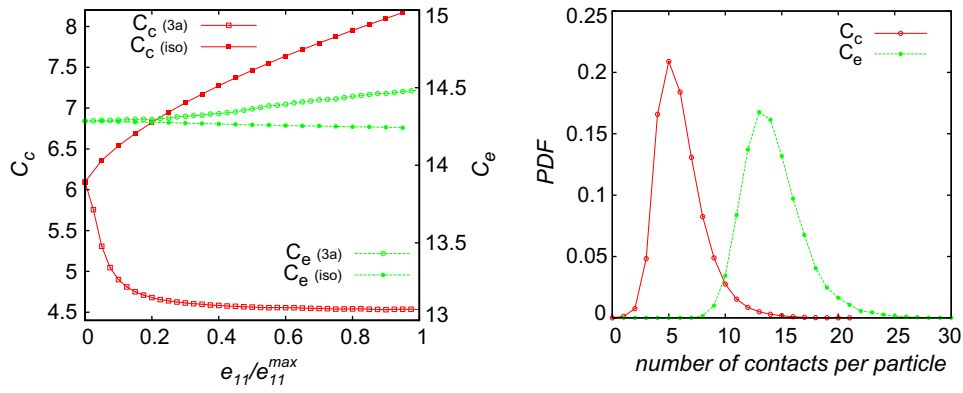 C_c (3a)
C_c (iso)
C_e (3a)
C_e (iso)
8
7.5
7
6.5
6
5.5
5
4.5
C_c
15
14.5
14
13.5
13
C_e
0 0.2 0.4 0.6 0.8 1
e_11/e_11^max
C_c
C_e
0.25
0.20
0.15
0.10
0.05
0
PDF
0 5 10 15 20 25 30
number of contacts per particle